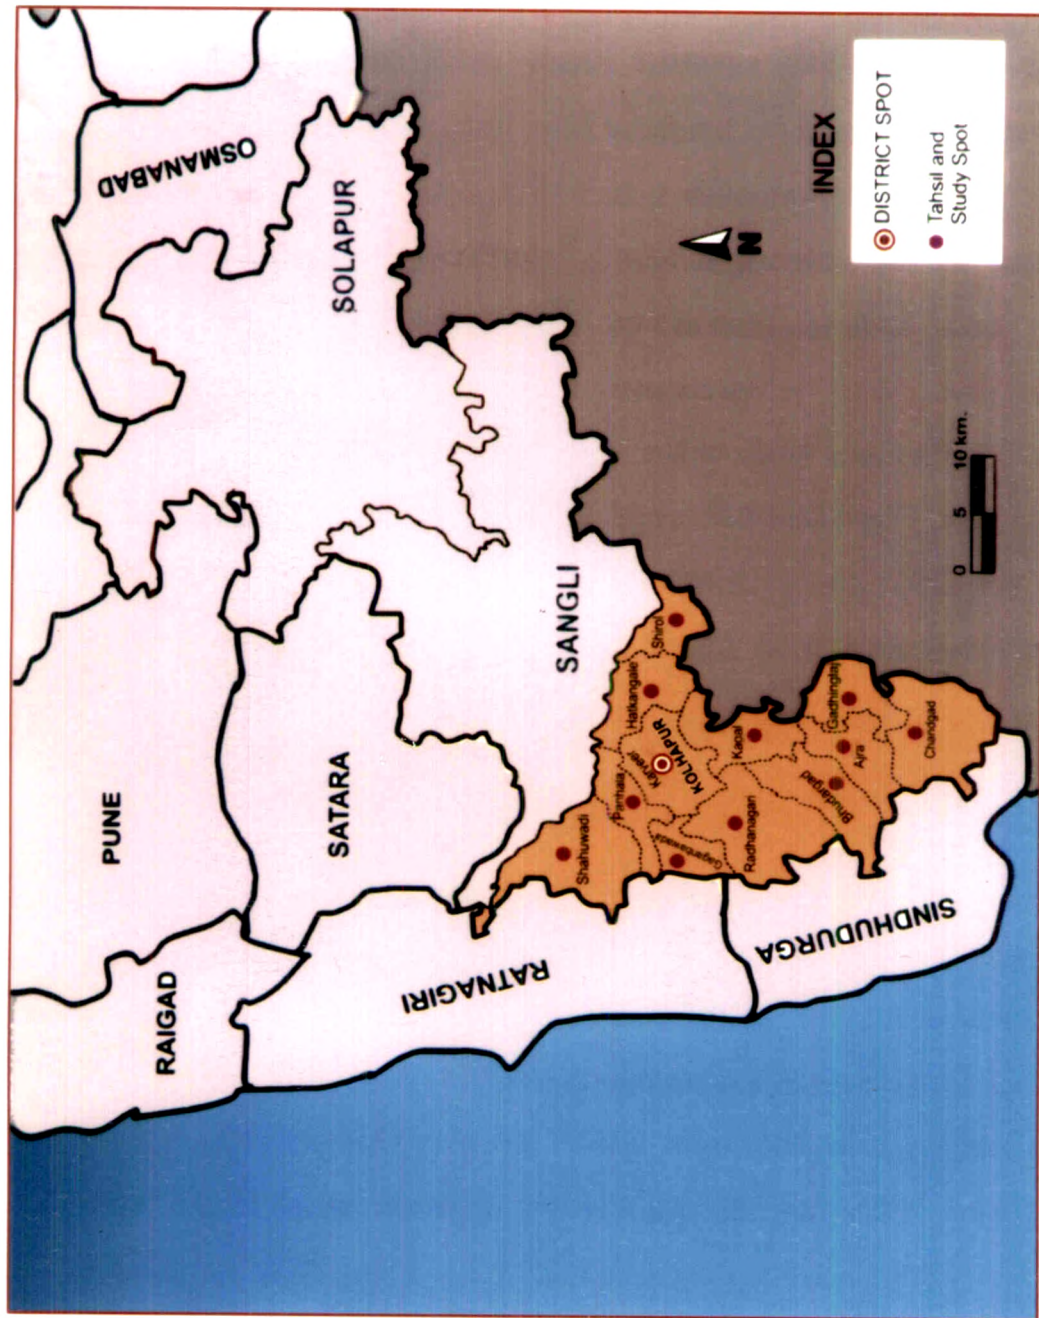 PUNE
OSMANABAD
RAIGAD
SATARA
SOLAPUR
RATNAGIRI
SANGLI
SINDHUDURGA
Shahuwadi
Panhala
Hatkangale
Shirol
Karveer
KOLHAPUR
Gaganbawada
Radhanagari
Kagal
Bhudargad
Ajra
Gadhinglaj
Chandgad
N
INDEX
DISTRICT SPOT
Tahsil and
Study Spot
0 5 10 km.